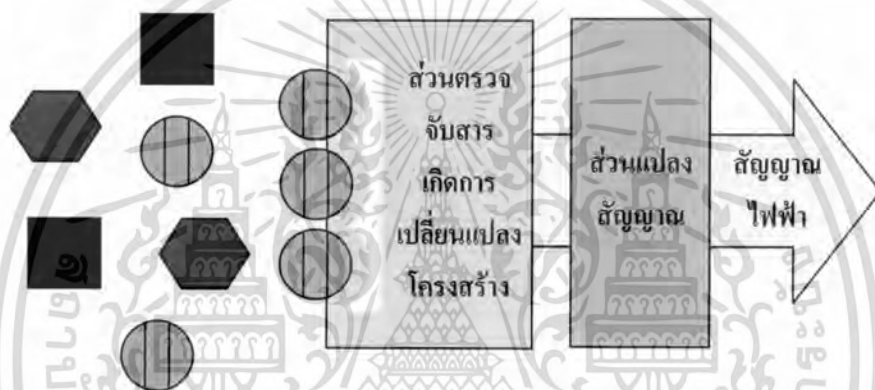 ส่วนตรวจ
จับสาร
เกิดการ
เปลี่ยนแปลง
โครงสร้าง
ส่วนแปลง
สัญญาณ
สัญญาณ
ไฟฟ้า